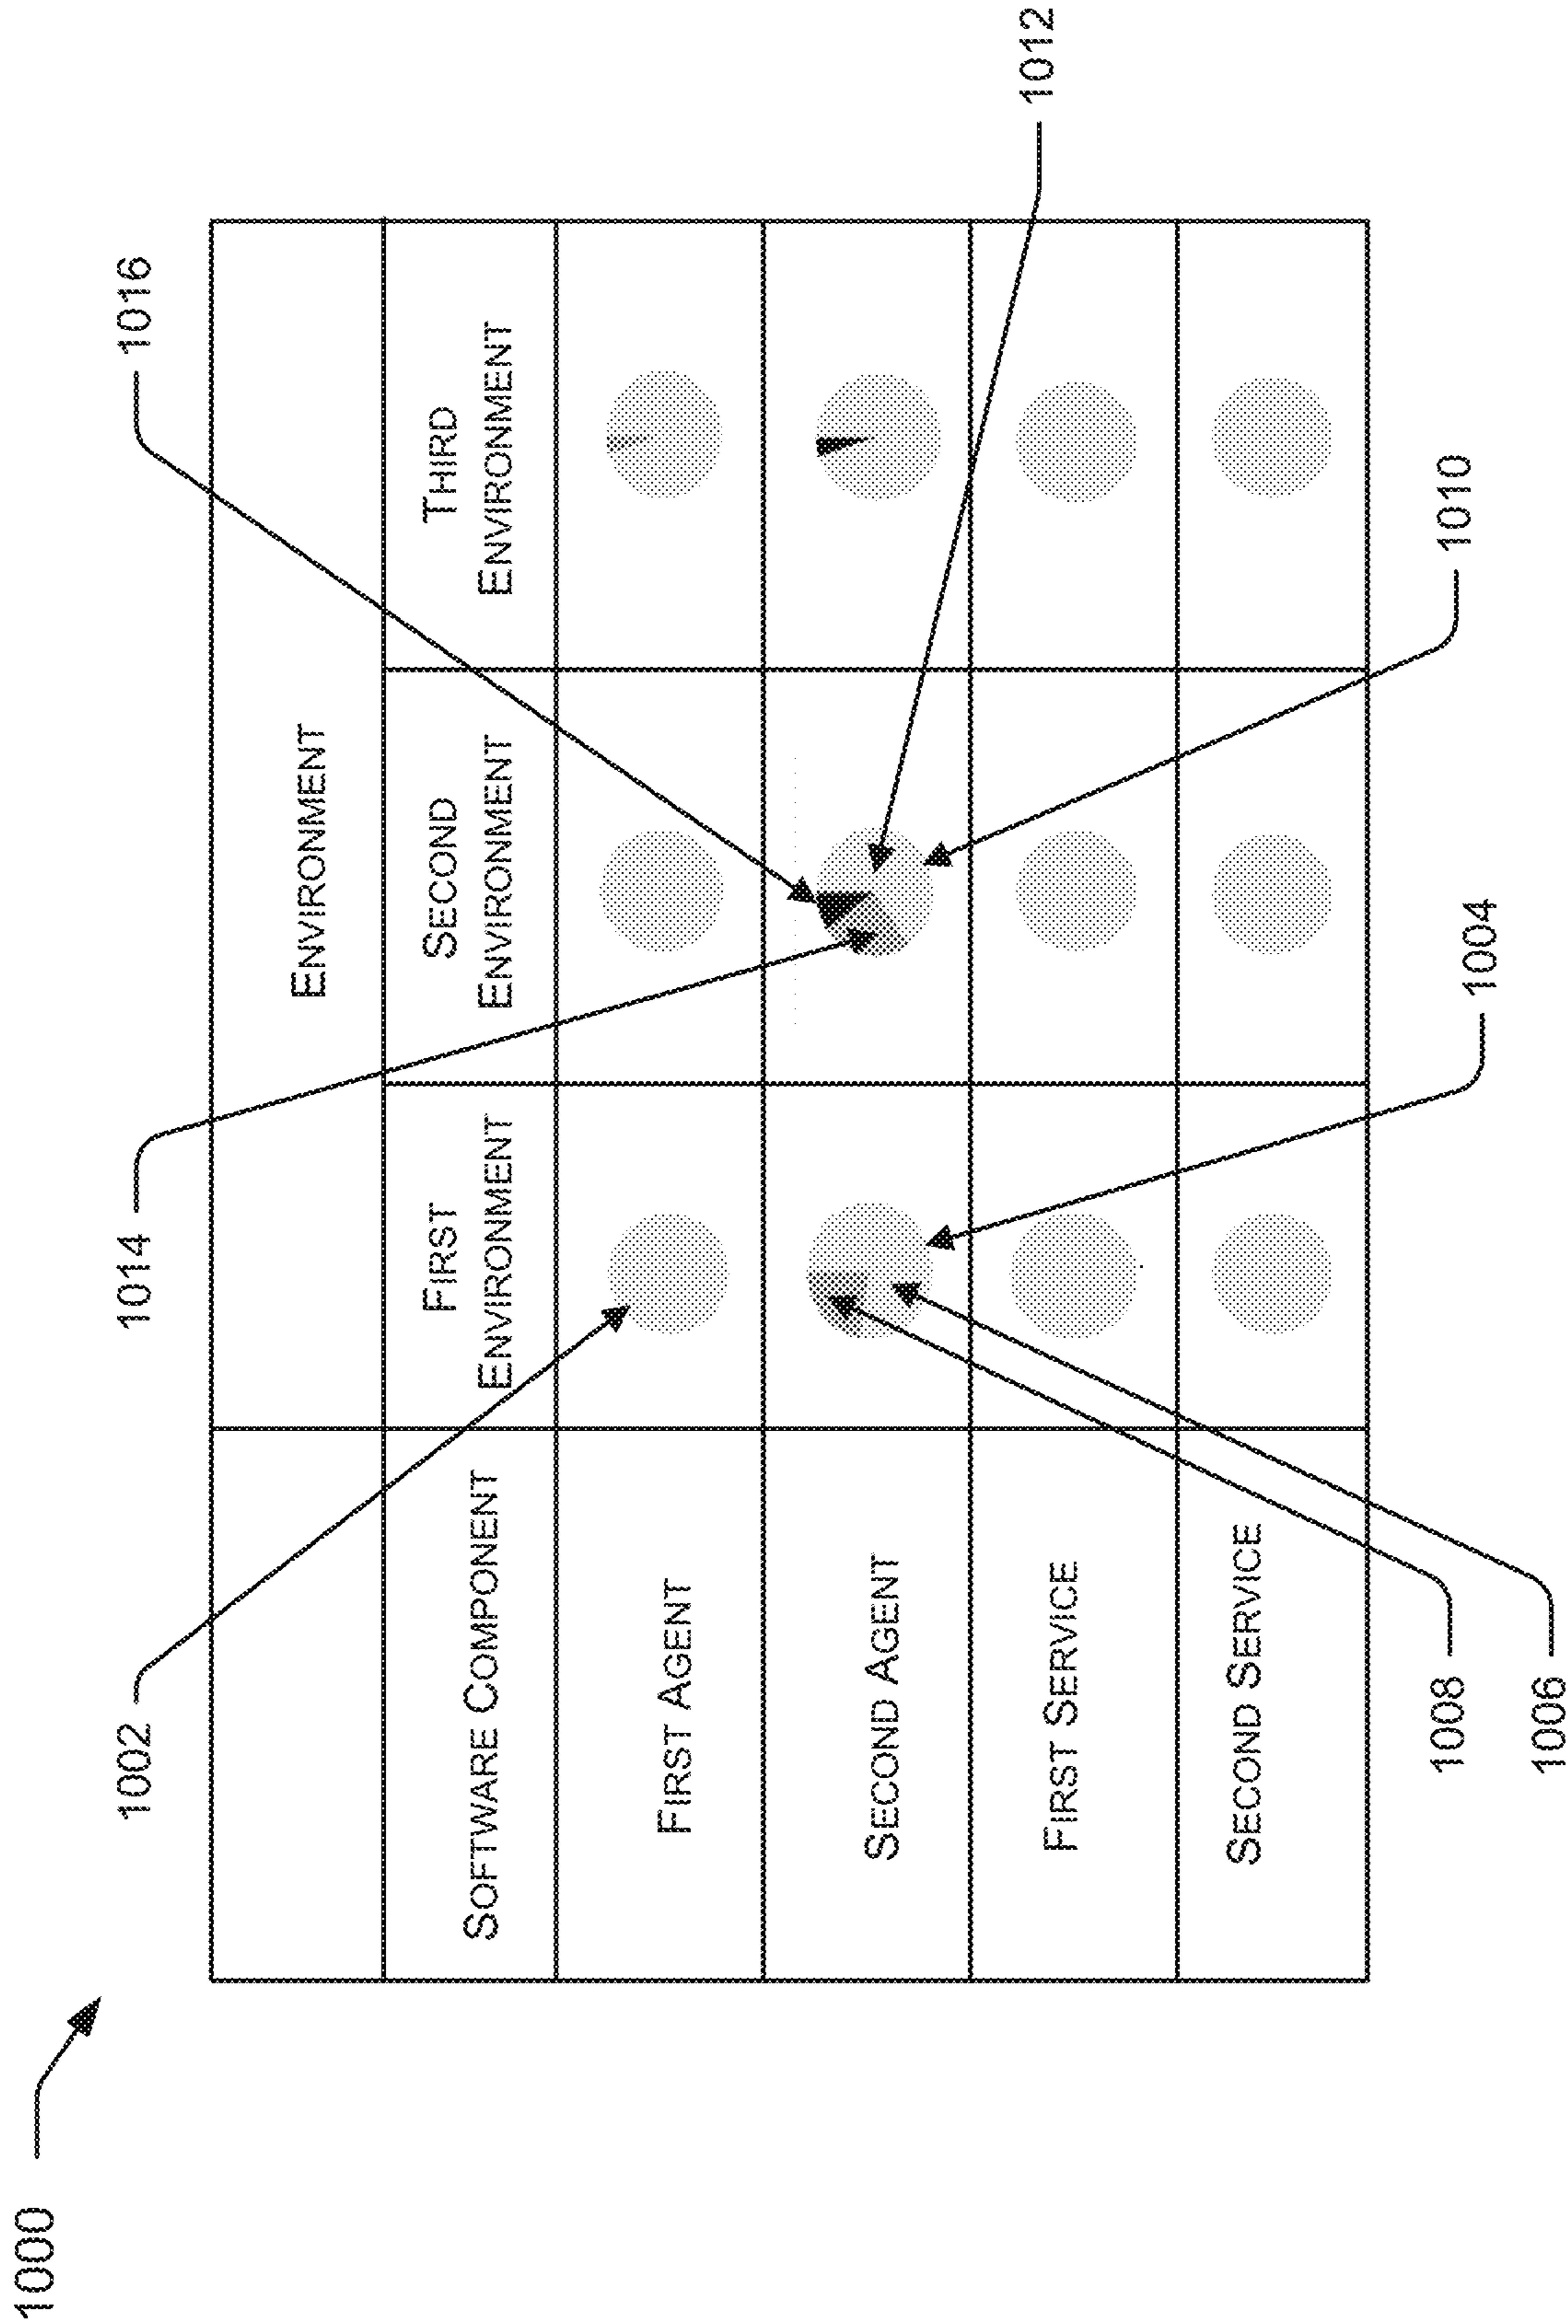 1000
1002
1014
1016
ENVIRONMENT
SOFTWARE COMPONENT
FIRST
ENVIRONMENT
SECOND
ENVIRONMENT
THIRD
ENVIRONMENT
FIRST AGENT
SECOND AGENT
FIRST SERVICE
SECOND SERVICE
1012
1010
1004
1008
1006